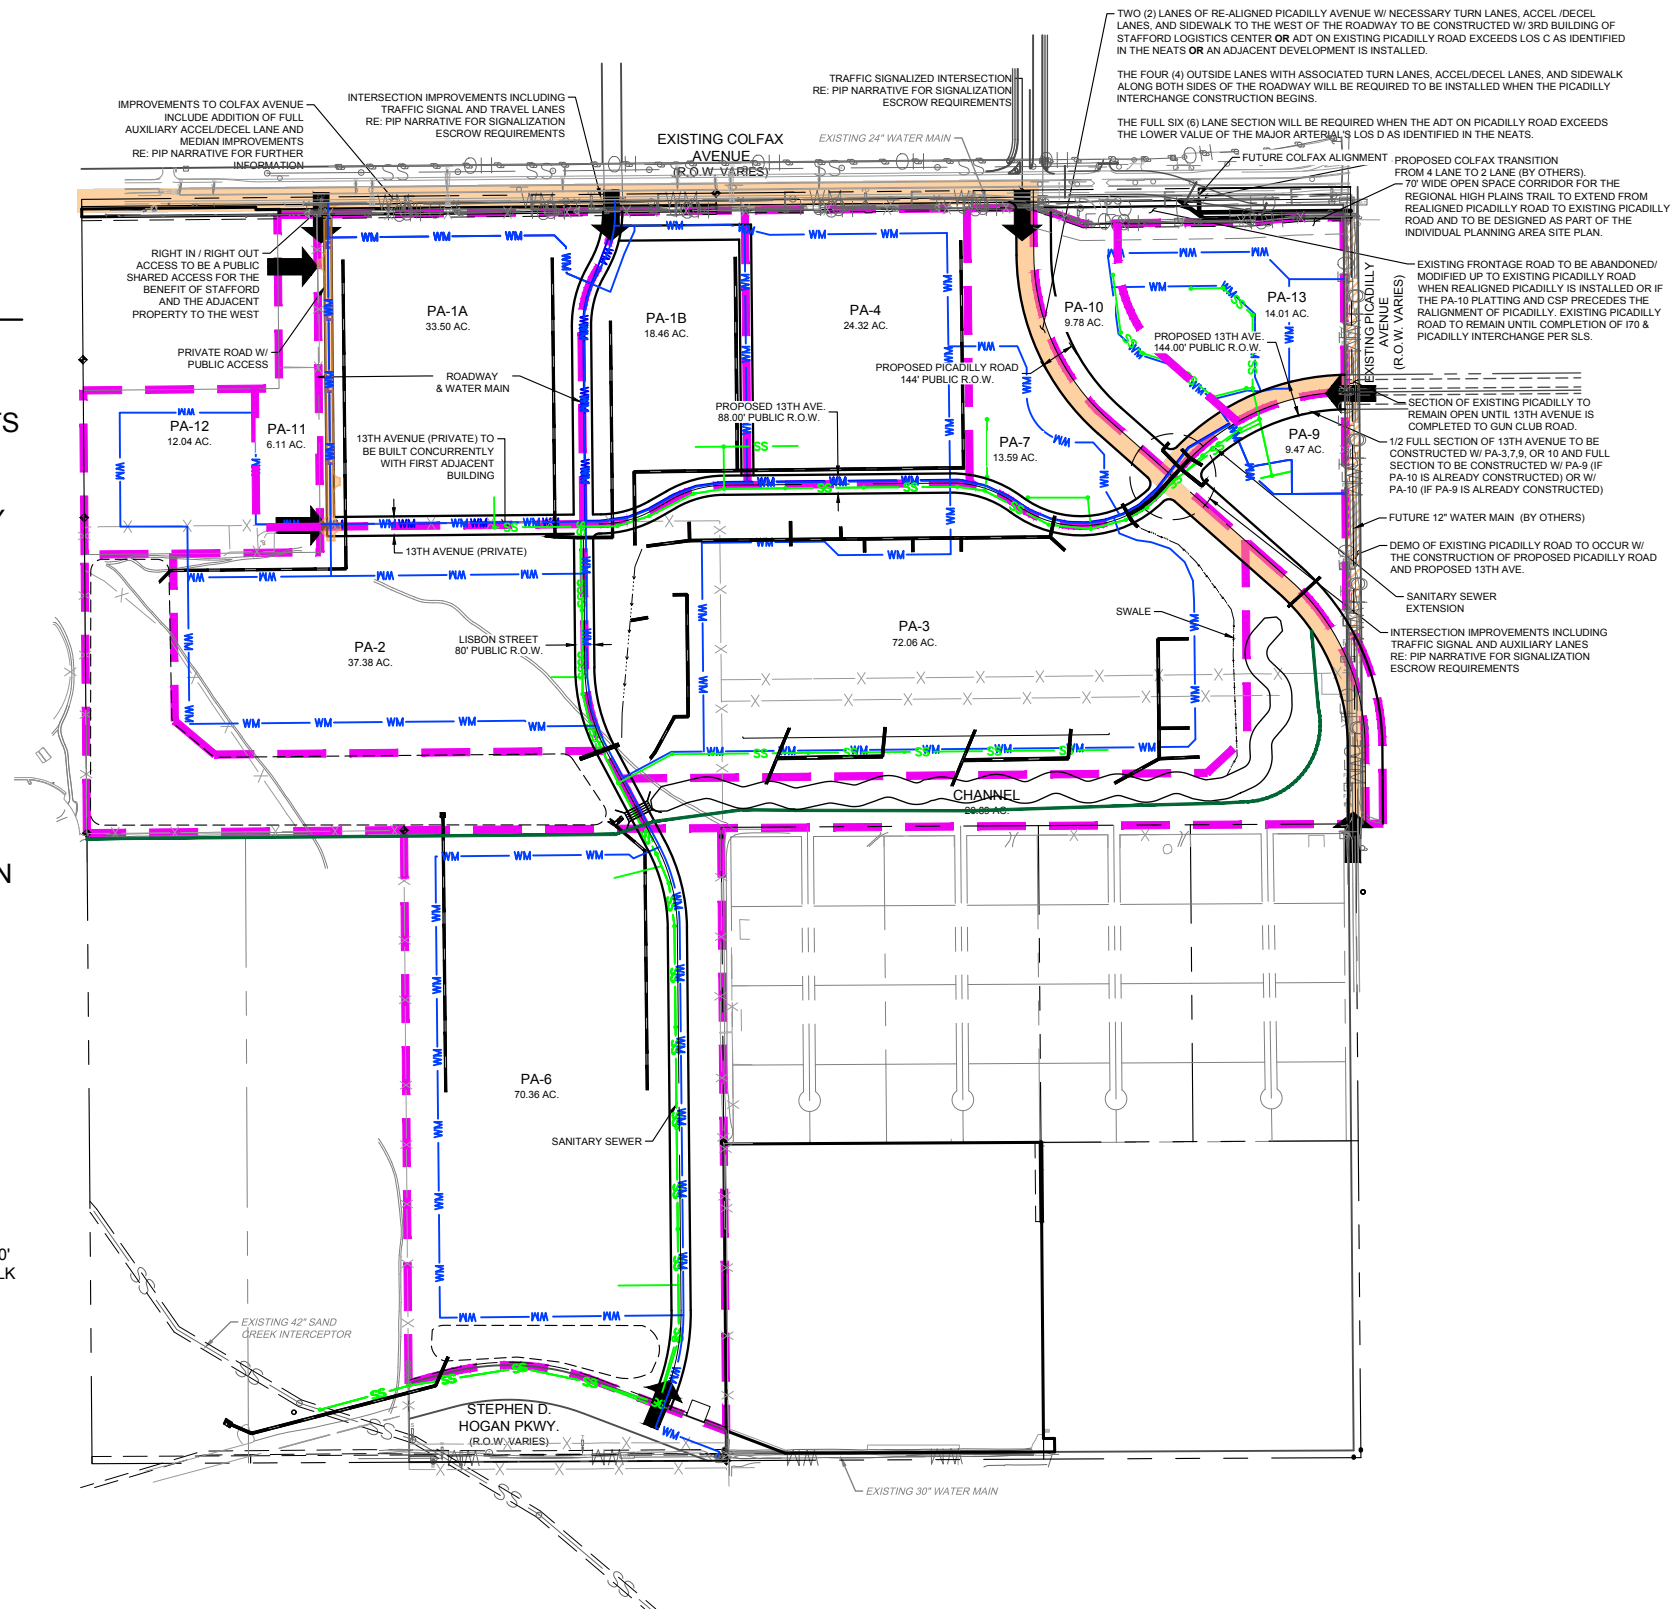 TWO (2) LANES OF RE-ALIGNED PICADILLY AVENUE W/ NECESSARY TURN LANES, ACCEL /DECEL
LANES, AND SIDEWALK TO THE WEST OF THE ROADWAY TO BE CONSTRUCTED W/ 3RD BUILDING OF
STAFFORD LOGISTICS CENTER OR ADT ON EXISTING PICADILLY ROAD EXCEEDS LOS C AS IDENTIFIED
IN THE NEATS OR AN ADJACENT DEVELOPMENT IS INSTALLED.
THE FOUR (4) OUTSIDE LANES WITH ASSOCIATED TURN LANES, ACCEL/DECEL LANES, AND SIDEWALK
ALONG BOTH SIDES OF THE ROADWAY WILL BE REQUIRED TO BE INSTALLED WHEN THE PICADILLY
INTERCHANGE CONSTRUCTION BEGINS.
THE FULL SIX (6) LANE SECTION WILL BE REQUIRED WHEN THE ADT ON PICADILLY ROAD EXCEEDS
THE LOWER VALUE OF THE MAJOR ARTERIAL'S LOS D AS IDENTIFIED IN THE NEATS.
TRAFFIC SIGNALIZED INTERSECTION
RE: PIP NARRATIVE FOR SIGNALIZATION
ESCROW REQUIREMENTS
INTERSECTION IMPROVEMENTS INCLUDING
TRAFFIC SIGNAL AND TRAVEL LANES
RE: PIP NARRATIVE FOR SIGNALIZATION
ESCROW REQUIREMENTS
IMPROVEMENTS TO COLFAX AVENUE
INCLUDE ADDITION OF FULL
AUXILIARY ACCEL/DECEL LANE AND
MEDIAN IMPROVEMENTS
RE: PIP NARRATIVE FOR FURTHER
INFORMATION
EXISTING COLFAX
AVENUE
(R.O.W. VARIES)
EXISTING 24" WATER MAIN
FUTURE COLFAX ALIGNMENT
PROPOSED COLFAX TRANSITION
FROM 4 LANE TO 2 LANE (BY OTHERS).
70' WIDE OPEN SPACE CORRIDOR FOR THE
REGIONAL HIGH PLAINS TRAIL TO EXTEND FROM
REALIGNED PICADILLY ROAD TO EXISTING PICADILLY
ROAD AND TO BE DESIGNED AS PART OF THE
INDIVIDUAL PLANNING AREA SITE PLAN.
RIGHT IN / RIGHT OUT
ACCESS TO BE A PUBLIC
SHARED ACCESS FOR THE
BENEFIT OF STAFFORD
AND THE ADJACENT
PROPERTY TO THE WEST
EXISTING FRONTAGE ROAD TO BE ABANDONED/
MODIFIED UP TO EXISTING PICADILLY ROAD
WHEN REALIGNED PICADILLY IS INSTALLED OR IF
THE PA-10 PLATTING AND CSP PRECEDES THE
RALIGNMENT OF PICADILLY. EXISTING PICADILLY
ROAD TO REMAIN UNTIL COMPLETION OF I70 &
PICADILLY INTERCHANGE PER SLS.
EXISTING PICADILLY
AVENUE
(R.O.W. VARIES)
PA-1A
33.50 AC.
PA-1B
18.46 AC.
PA-4
24.32 AC.
PA-10
9.78 AC.
PA-13
14.01 AC.
PROPOSED 13TH AVE.
144.00' PUBLIC R.O.W.
PRIVATE ROAD W/
PUBLIC ACCESS
ROADWAY
& WATER MAIN
PROPOSED PICADILLY ROAD
144' PUBLIC R.O.W.
PROPOSED 13TH AVE.
88.00' PUBLIC R.O.W.
SECTION OF EXISTING PICADILLY TO
REMAIN OPEN UNTIL 13TH AVENUE IS
COMPLETED TO GUN CLUB ROAD.
TS
PA-12
12.04 AC.
PA-11
6.11 AC.
13TH AVENUE (PRIVATE) TO
BE BUILT CONCURRENTLY
WITH FIRST ADJACENT
BUILDING
PA-7
13.59 AC.
PA-9
9.47 AC.
1/2 FULL SECTION OF 13TH AVENUE TO BE
CONSTRUCTED W/ PA-3,7,9, OR 10 AND FULL
SECTION TO BE CONSTRUCTED W/ PA-9 (IF
PA-10 IS ALREADY CONSTRUCTED) OR W/
PA-10 (IF PA-9 IS ALREADY CONSTRUCTED)
FUTURE 12" WATER MAIN (BY OTHERS)
Y
13TH AVENUE (PRIVATE)
DEMO OF EXISTING PICADILLY ROAD TO OCCUR W/
THE CONSTRUCTION OF PROPOSED PICADILLY ROAD
AND PROPOSED 13TH AVE.
SANITARY SEWER
EXTENSION
SWALE
PA-2
37.38 AC.
LISBON STREET
80' PUBLIC R.O.W.
PA-3
72.06 AC.
INTERSECTION IMPROVEMENTS INCLUDING
TRAFFIC SIGNAL AND AUXILIARY LANES
RE: PIP NARRATIVE FOR SIGNALIZATION
ESCROW REQUIREMENTS
CHANNEL
N
PA-6
70.36 AC.
SANITARY SEWER
0'
LK
EXISTING 42" SAND
CREEK INTERCEPTOR
STEPHEN D.
HOGAN PKWY.
(R.O.W. VARIES)
EXISTING 30" WATER MAIN